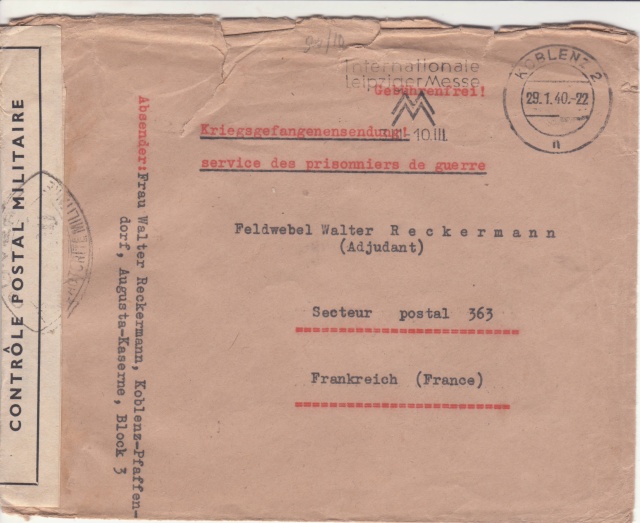 Internationale
Leipziger Messe
Gebührenfrei!
KOBLENZ 2
29.1.40.-22
n
10.III.
Kriegsgefangenensendung!
service des prisonniers de guerre
Feldwebel Walter Reckermann
(Adjudant)
Secteur postal 363
Frankreich (France)
Absender:Frau Walter Reckermann, Koblenz-Pfaffen-
dorf, Augusta-Kaserne, Block 3
CONTRÔLE POSTAL MILITAIRE